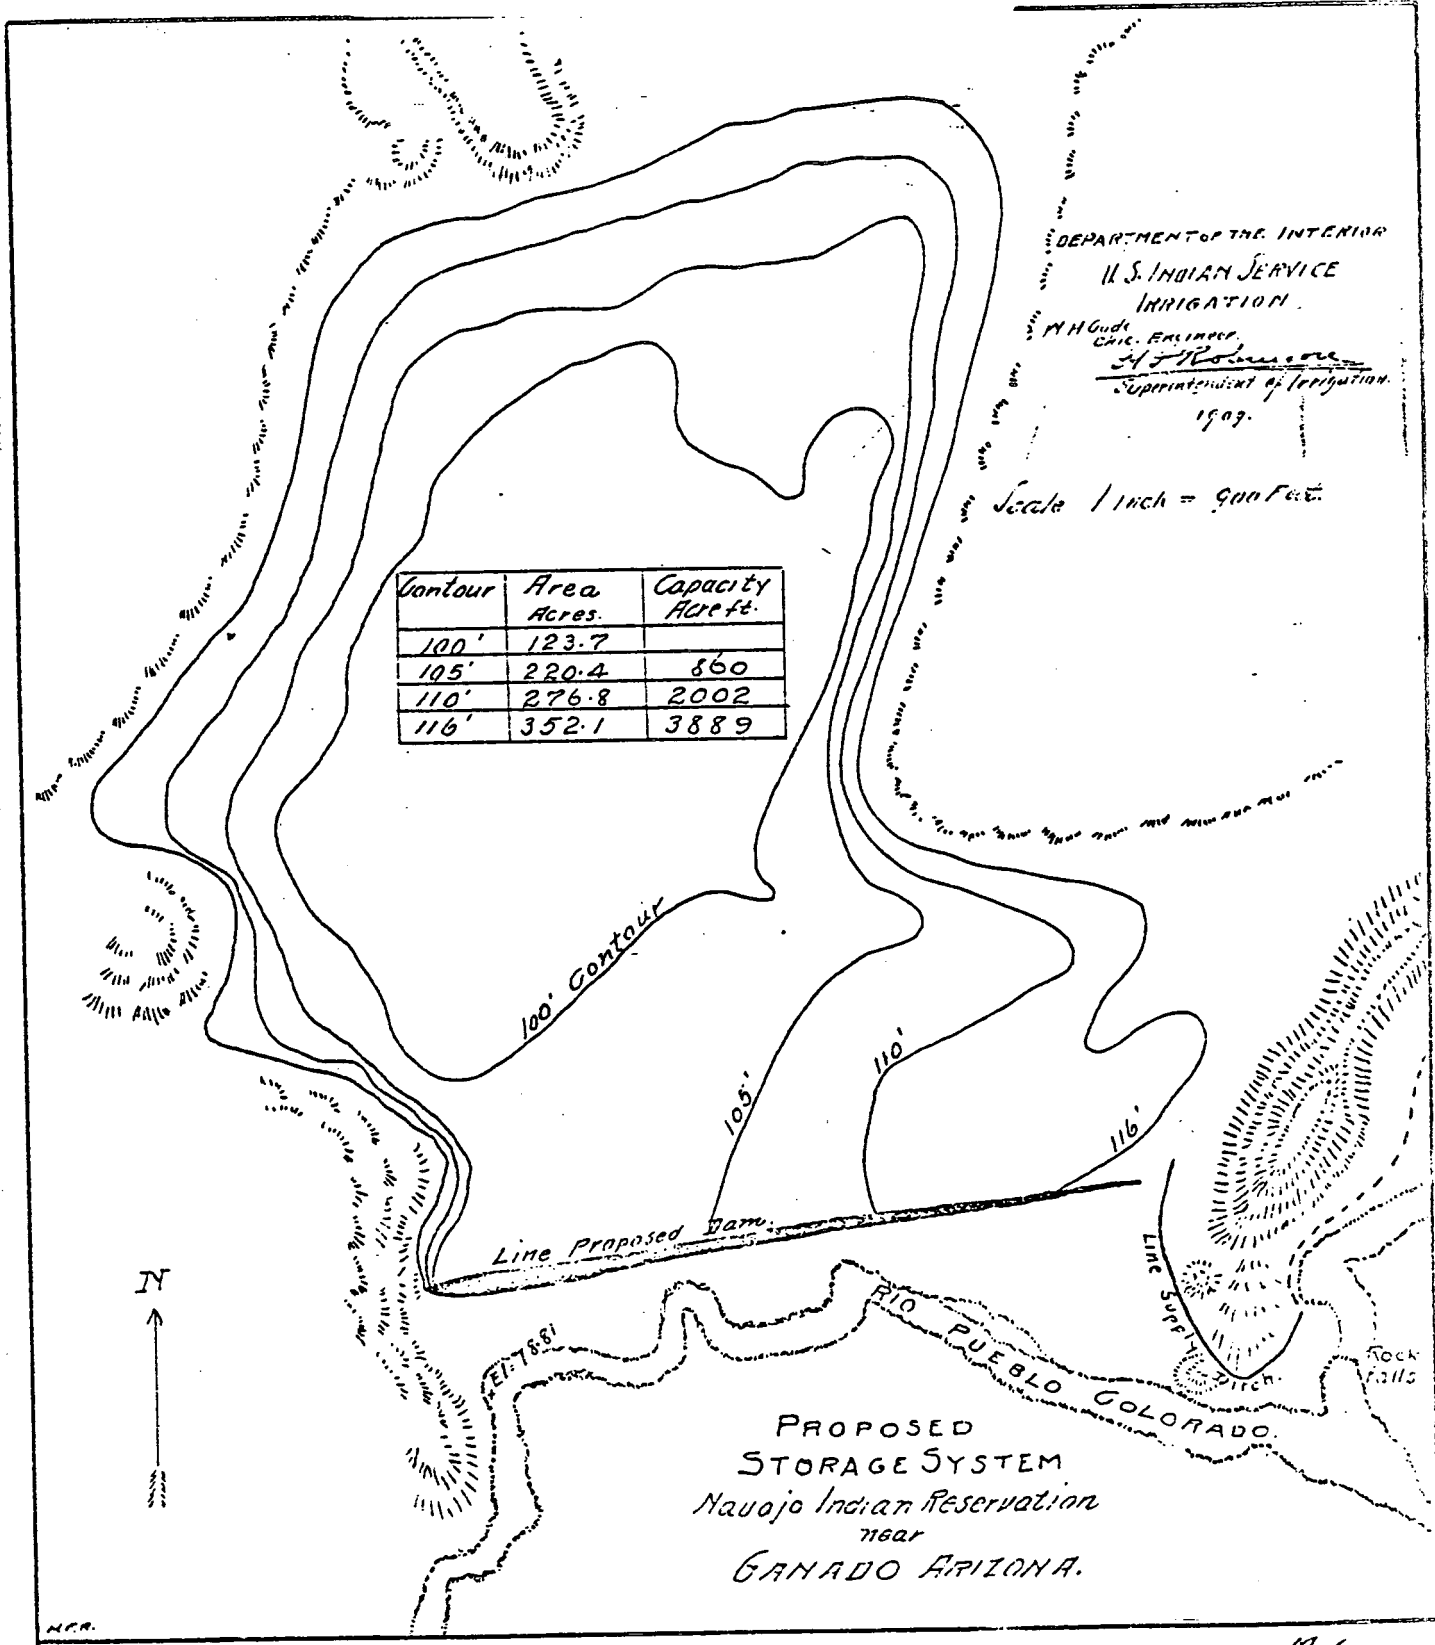 DEPARTMENT OF THE INTERIOR
U.S. INDIAN SERVICE
IRRIGATION.
Superintendent of Irrigation.
1909.
Scale 1 inch = 900 Feet.
Contour Area Acres. Capacity Acre ft.
100' 123.7
105' 220.4 860
110' 276.8 2002
116' 352.1 3889
100' Contour
105'
110'
116'
Line Proposed Dam.
N
El=78.81
RIO PUEBLO COLORADO.
Line Supply Ditch.
Rock
Falls
PROPOSED
STORAGE SYSTEM
Navajo Indian Reservation
near
GANADO ARIZONA.